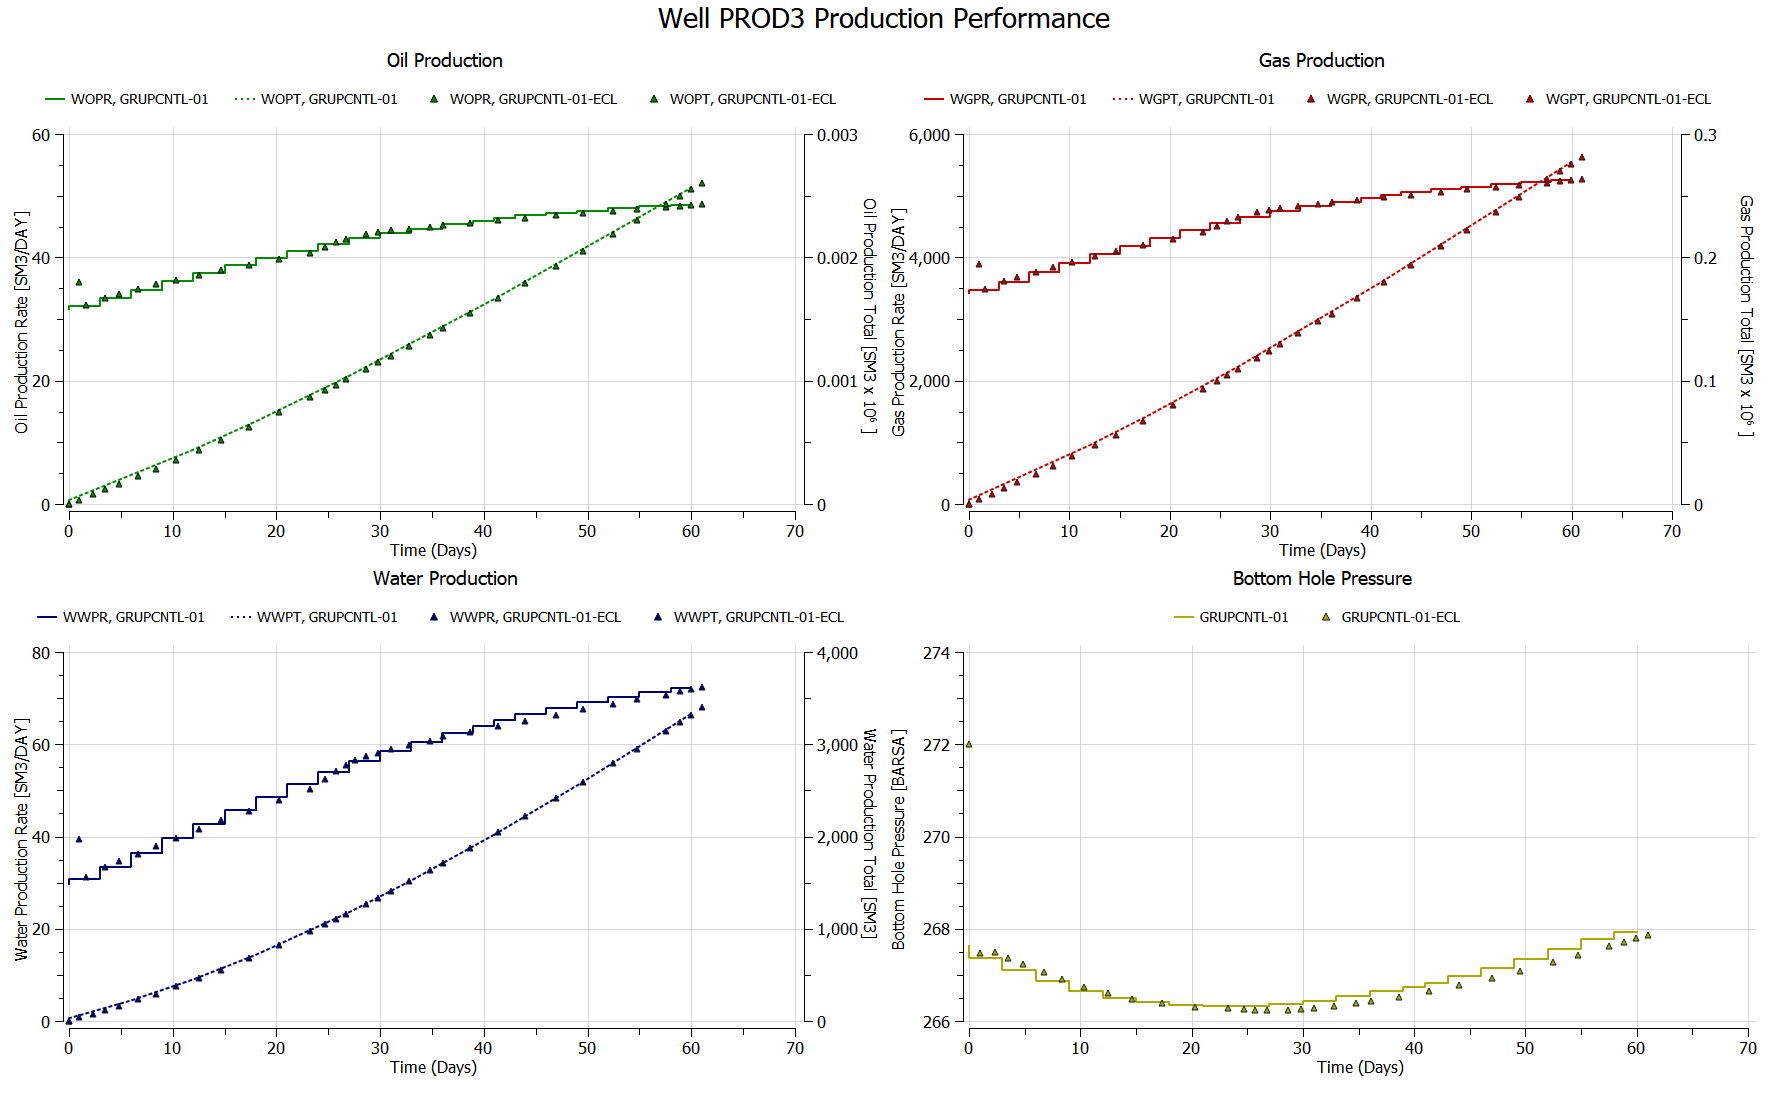 Well PROD3 Production Performance
Oil Production
WOPR, GRUPCNTL-01 WOPT, GRUPCNTL-01 WOPR, GRUPCNTL-01-ECL WOPT, GRUPCNTL-01-ECL
60
40
20
0
Oil Production Rate [SM3/DAY]
0.003
0.002
0.001
0
Oil Production Total [SM3 x 10⁶ ]
0 10 20 30 40 50 60 70
Time (Days)
Gas Production
WGPR, GRUPCNTL-01 WGPT, GRUPCNTL-01 WGPR, GRUPCNTL-01-ECL WGPT, GRUPCNTL-01-ECL
6,000
4,000
2,000
0
Gas Production Rate [SM3/DAY]
0.3
0.2
0.1
0
Gas Production Total [SM3 x 10⁶ ]
0 10 20 30 40 50 60 70
Time (Days)
Water Production
WWPR, GRUPCNTL-01 WWPT, GRUPCNTL-01 WWPR, GRUPCNTL-01-ECL WWPT, GRUPCNTL-01-ECL
80
60
40
20
0
Water Production Rate [SM3/DAY]
4,000
3,000
2,000
1,000
0
Water Production Total [SM3]
0 10 20 30 40 50 60 70
Time (Days)
Bottom Hole Pressure
GRUPCNTL-01 GRUPCNTL-01-ECL
274
272
270
268
266
Bottom Hole Pressure [BARSA]
0 10 20 30 40 50 60 70
Time (Days)